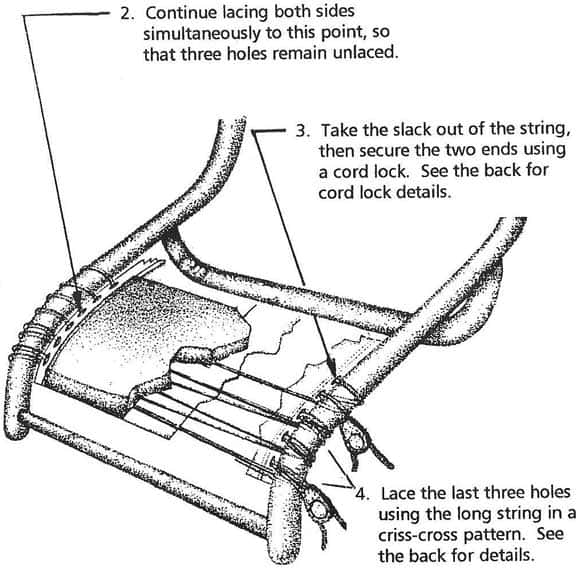 2. Continue lacing both sides
simultaneously to this point, so
that three holes remain unlaced.
3. Take the slack out of the string,
then secure the two ends using
a cord lock. See the back for
cord lock details.
4. Lace the last three holes
using the long string in a
criss-cross pattern. See
the back for details.